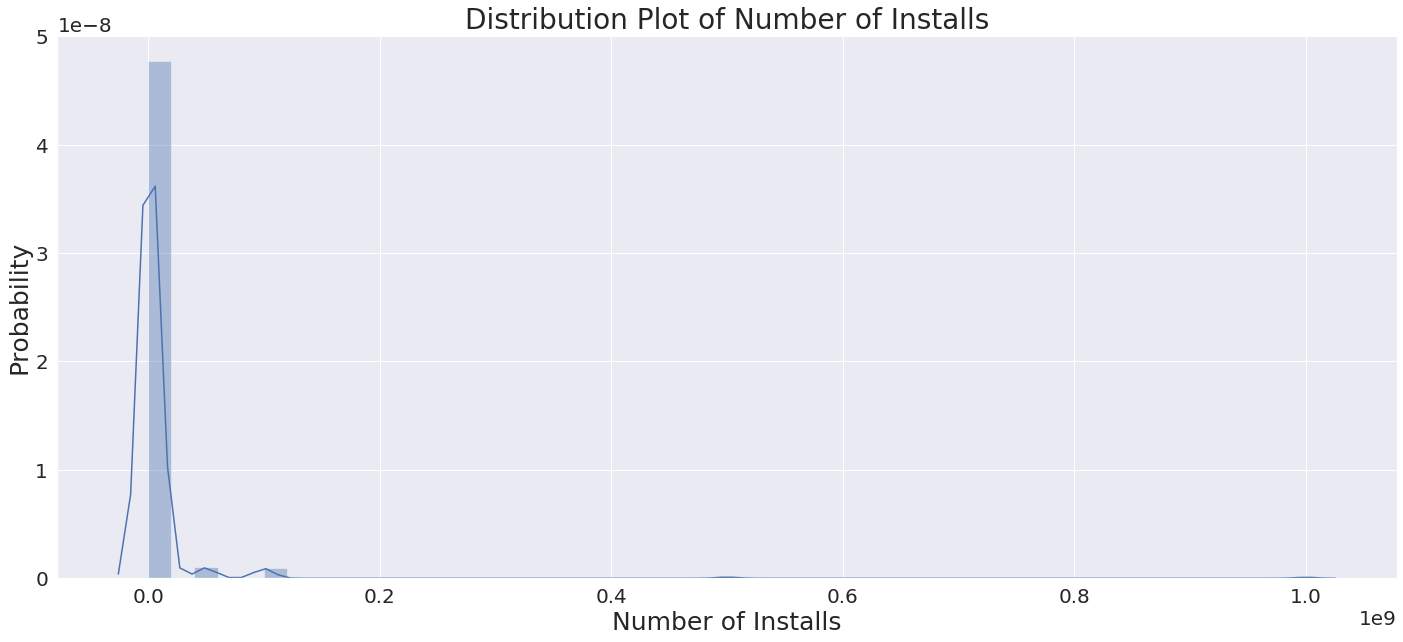 Distribution Plot of Number of Installs
1e−8
5
4
3
2
1
0
Probability
0.0 0.2 0.4 0.6 0.8 1.0
1e9
Number of Installs